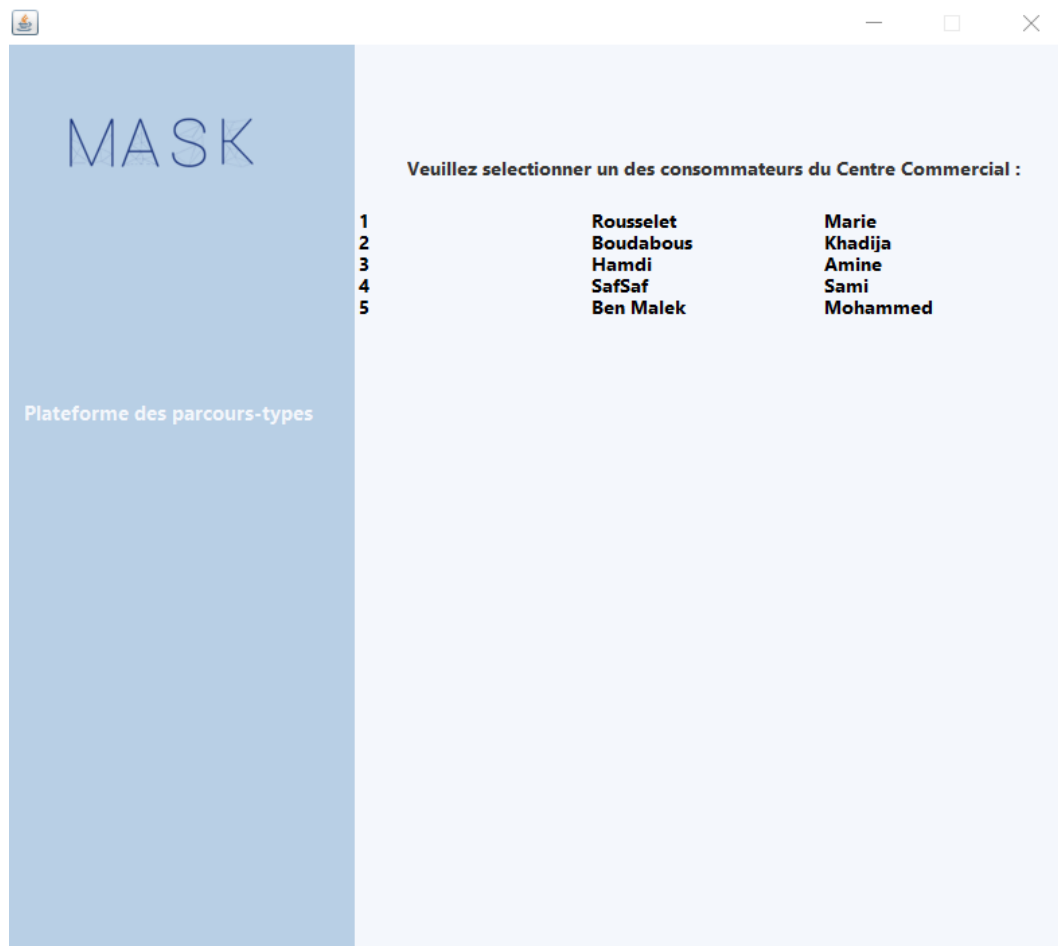 MASK
Plateforme des parcours-types
Veuillez selectionner un des consommateurs du Centre Commercial :
1 Rousselet Marie
2 Boudabous Khadija
3 Hamdi Amine
4 SafSaf Sami
5 Ben Malek Mohammed